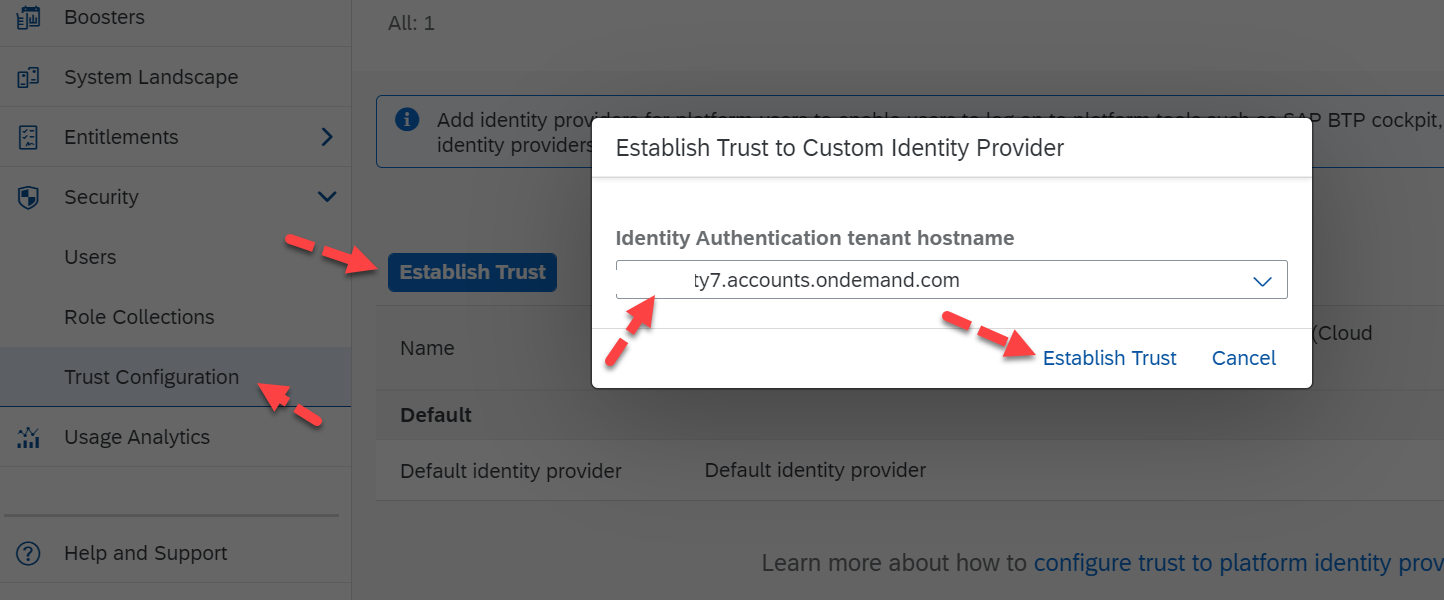 Boosters
System Landscape
Entitlements
Security
Users
Role Collections
Trust Configuration
Usage Analytics
Help and Support
All: 1
Add identity providers for platform users to enable users to log on to platform tools such as SAP BTP cockpit,
identity providers
Establish Trust
Name
(Cloud
Default
Default identity provider Default identity provider
Learn more about how to configure trust to platform identity prov
Establish Trust to Custom Identity Provider
Identity Authentication tenant hostname
ty7.accounts.ondemand.com
Establish Trust Cancel